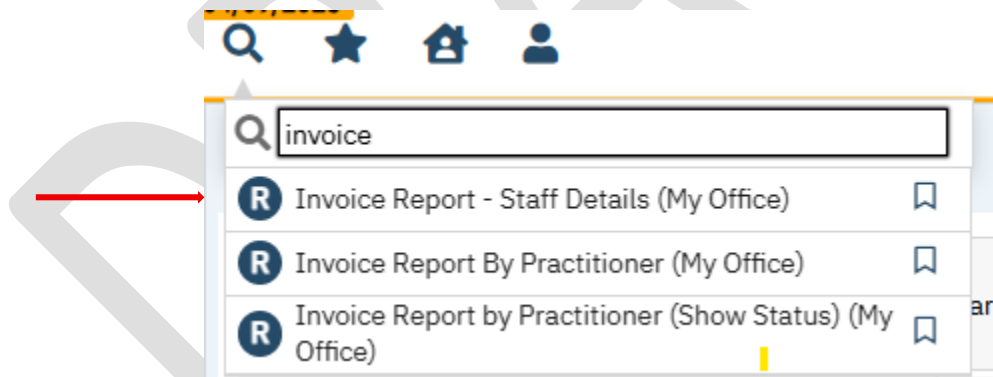 invoice
R Invoice Report - Staff Details (My Office)
R Invoice Report By Practitioner (My Office)
R Invoice Report by Practitioner (Show Status) (My
Office)